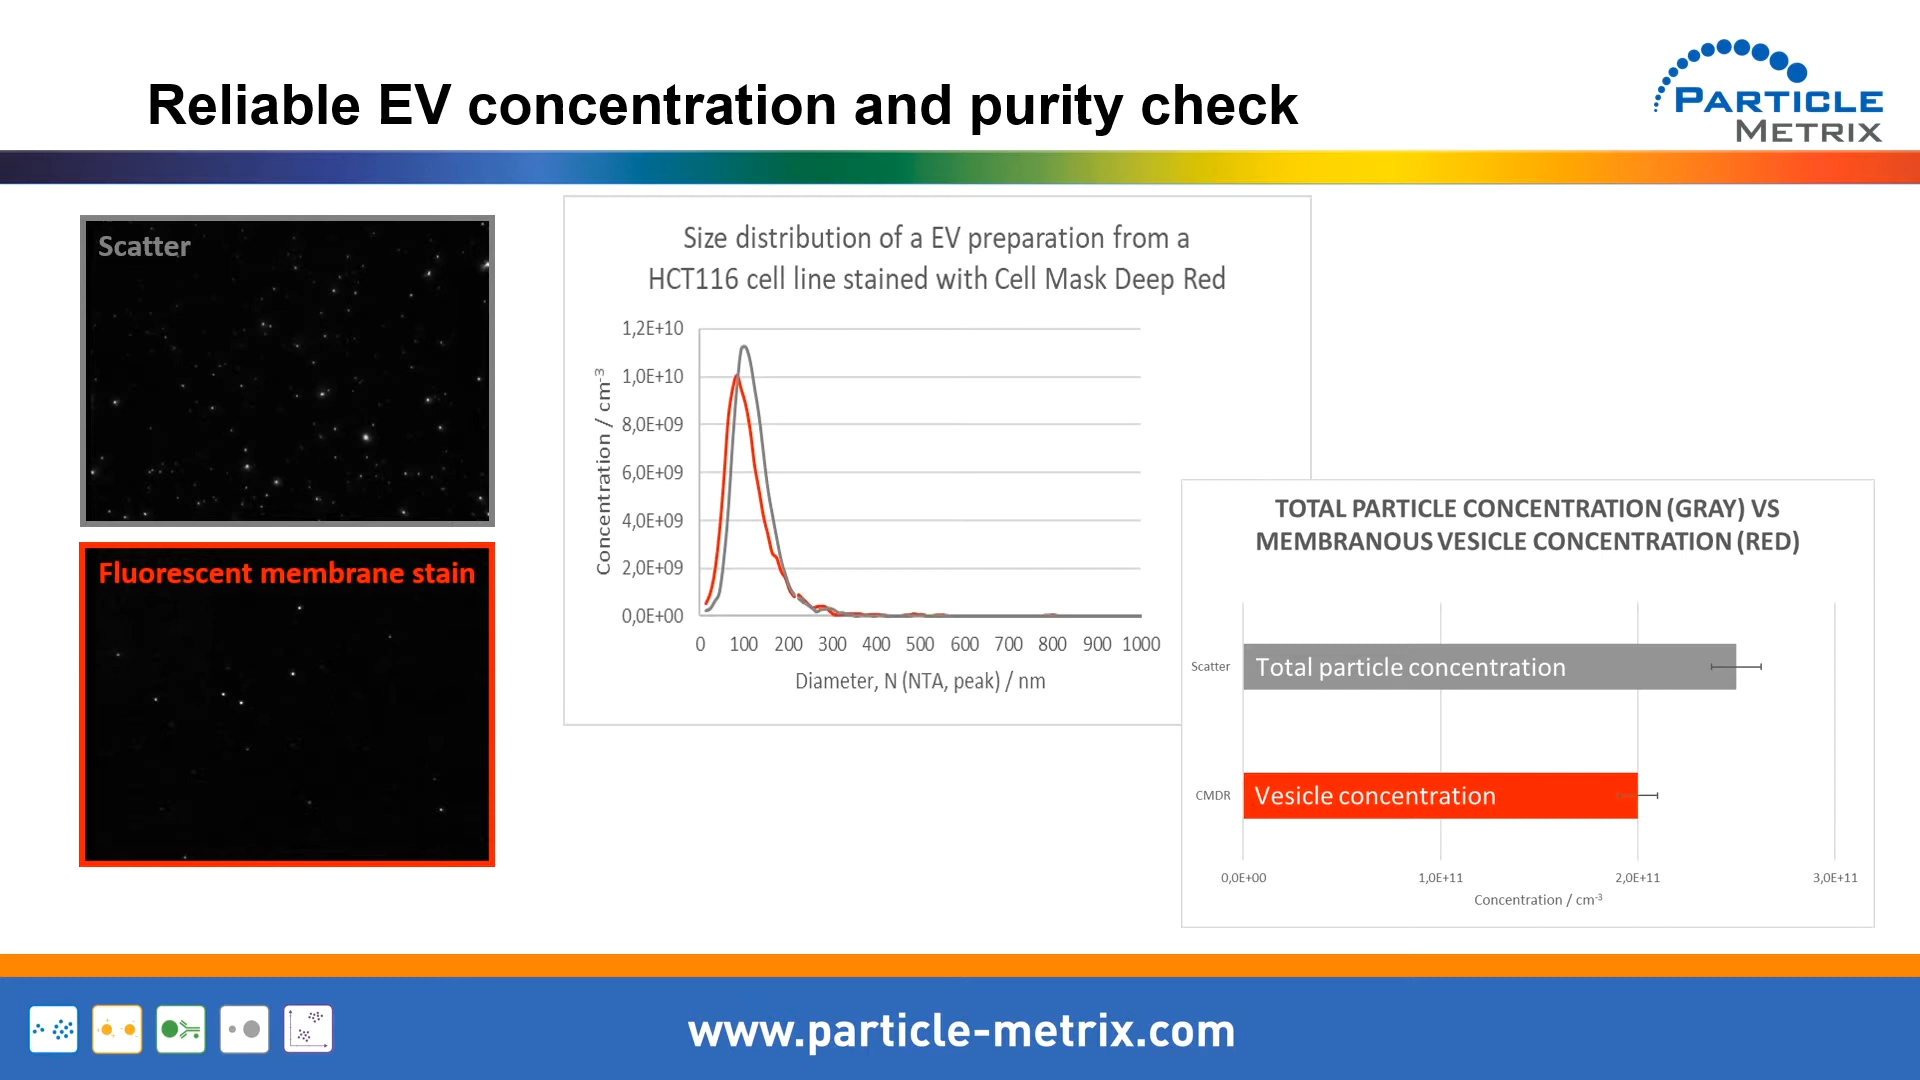 Reliable EV concentration and purity check
PARTICLE
METRIX
Scatter
Fluorescent membrane stain
Size distribution of a EV preparation from a
HCT116 cell line stained with Cell Mask Deep Red
Concentration / cm-3
1,2E+10
1,0E+10
8,0E+09
6,0E+09
4,0E+09
2,0E+09
0,0E+00
0 100 200 300 400 500 600 700 800 900 1000
Diameter, N (NTA, peak) / nm
TOTAL PARTICLE CONCENTRATION (GRAY) VS
MEMBRANOUS VESICLE CONCENTRATION (RED)
Scatter
Total particle concentration
CMDR
Vesicle concentration
0,0E+00 1,0E+11 2,0E+11 3,0E+11
Concentration / cm-3
www.particle-metrix.com